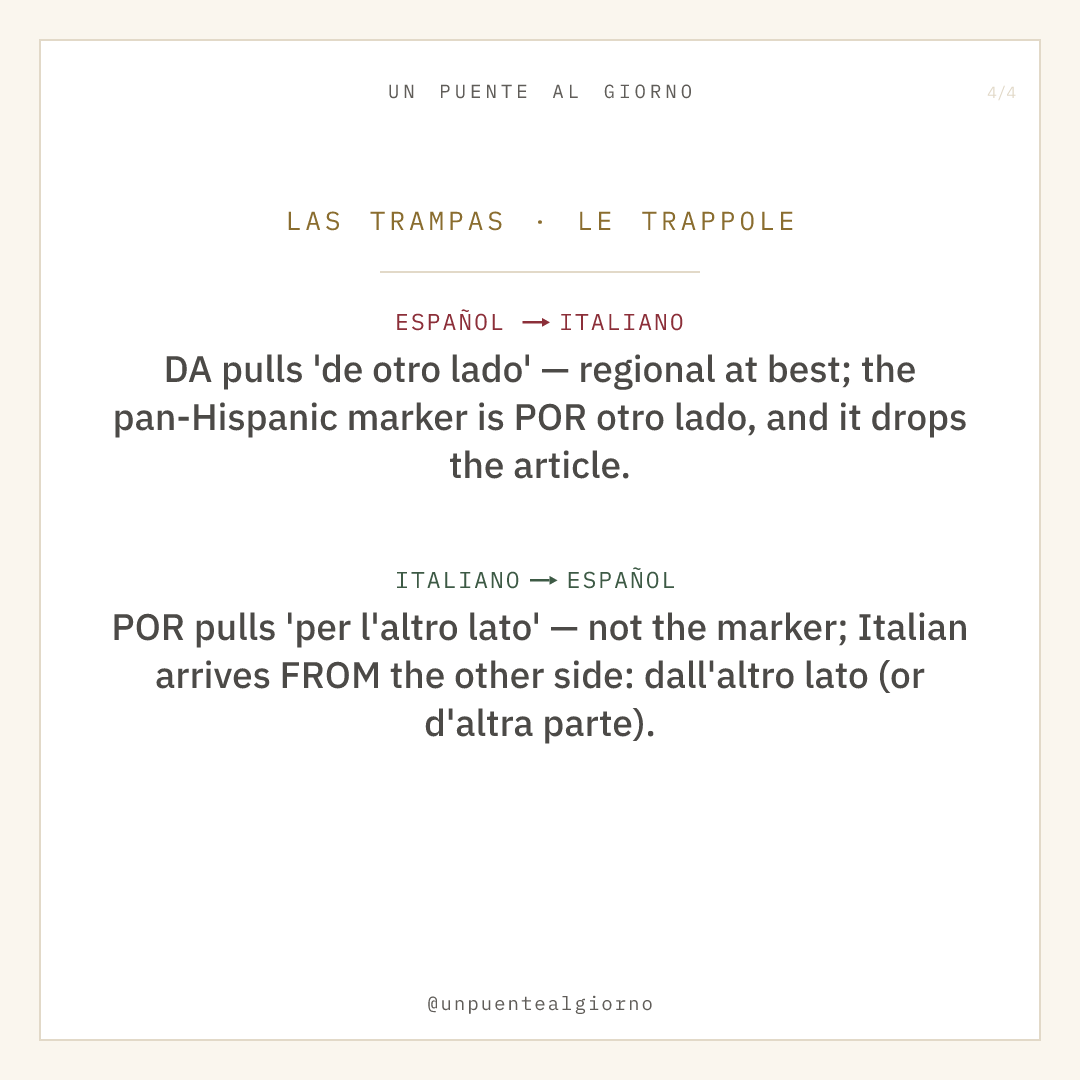 UN PUENTE AL GIORNO
4/4
LAS TRAMPAS · LE TRAPPOLE
ESPAÑOL → ITALIANO
DA pulls 'de otro lado' — regional at best; the
pan-Hispanic marker is POR otro lado, and it drops
the article.
ITALIANO → ESPAÑOL
POR pulls 'per l'altro lato' — not the marker; Italian
arrives FROM the other side: dall'altro lato (or
d'altra parte).
@unpuentealgiorno